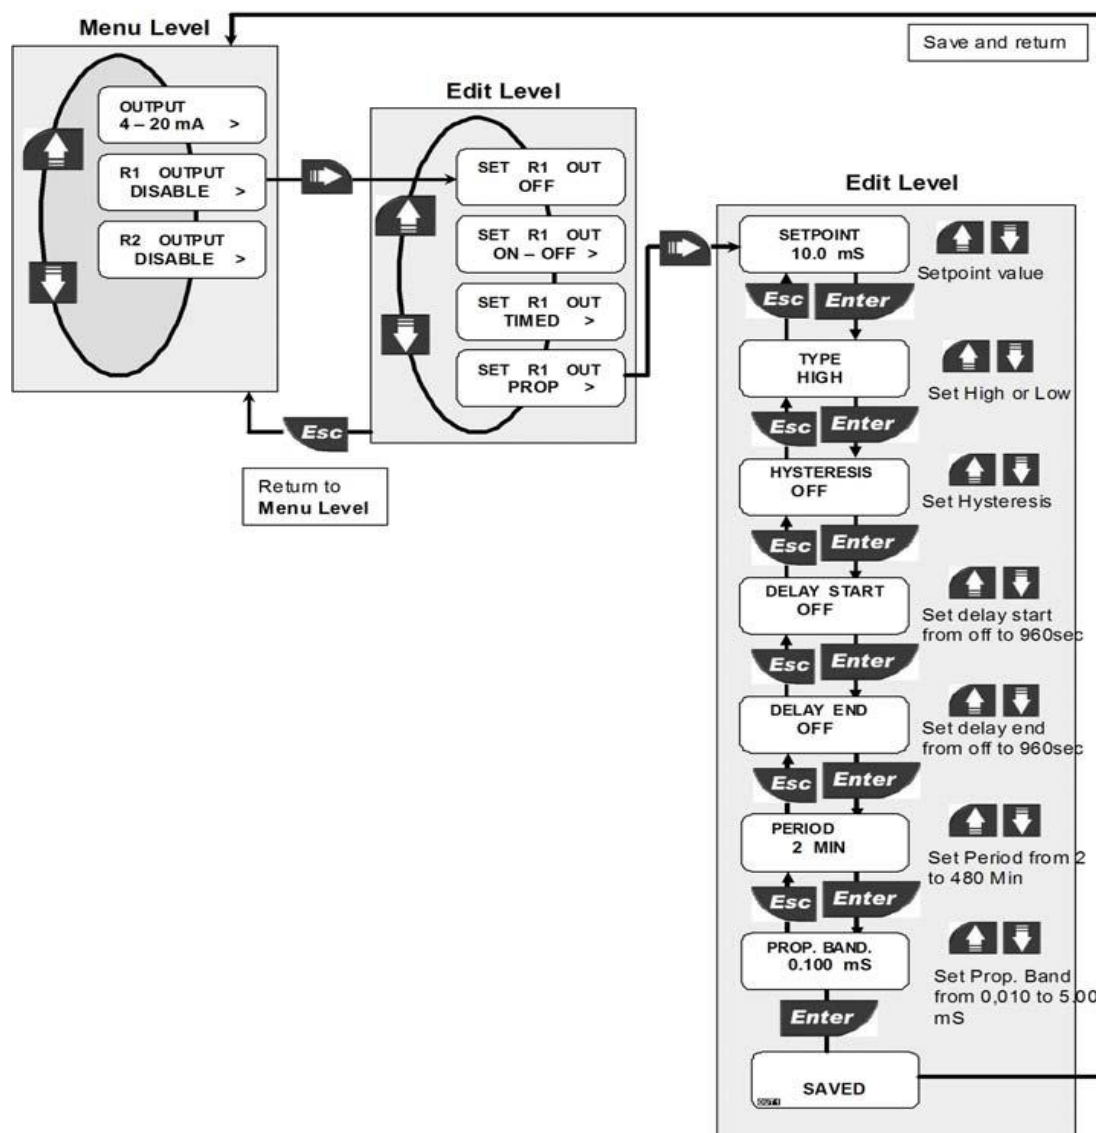 Menu Level
Save and return
OUTPUT
4 – 20 mA >
R1 OUTPUT
DISABLE >
R2 OUTPUT
DISABLE >
Esc
Return to
Menu Level
Edit Level
SET R1 OUT
OFF
SET R1 OUT
ON – OFF >
SET R1 OUT
TIMED >
SET R1 OUT
PROP >
Edit Level
SETPOINT
10.0 mS
Setpoint value
Esc Enter
TYPE
HIGH
Set High or Low
Esc Enter
HYSTERESIS
OFF
Set Hysteresis
Esc Enter
DELAY START
OFF
Set delay start
from off to 960sec
Esc Enter
DELAY END
OFF
Set delay end
from off to 960sec
Esc Enter
PERIOD
2 MIN
Set Period from 2
to 480 Min
Esc Enter
PROP. BAND.
0.100 mS
Set Prop. Band
from 0,010 to 5.00
mS
Enter
SAVED
OUT1